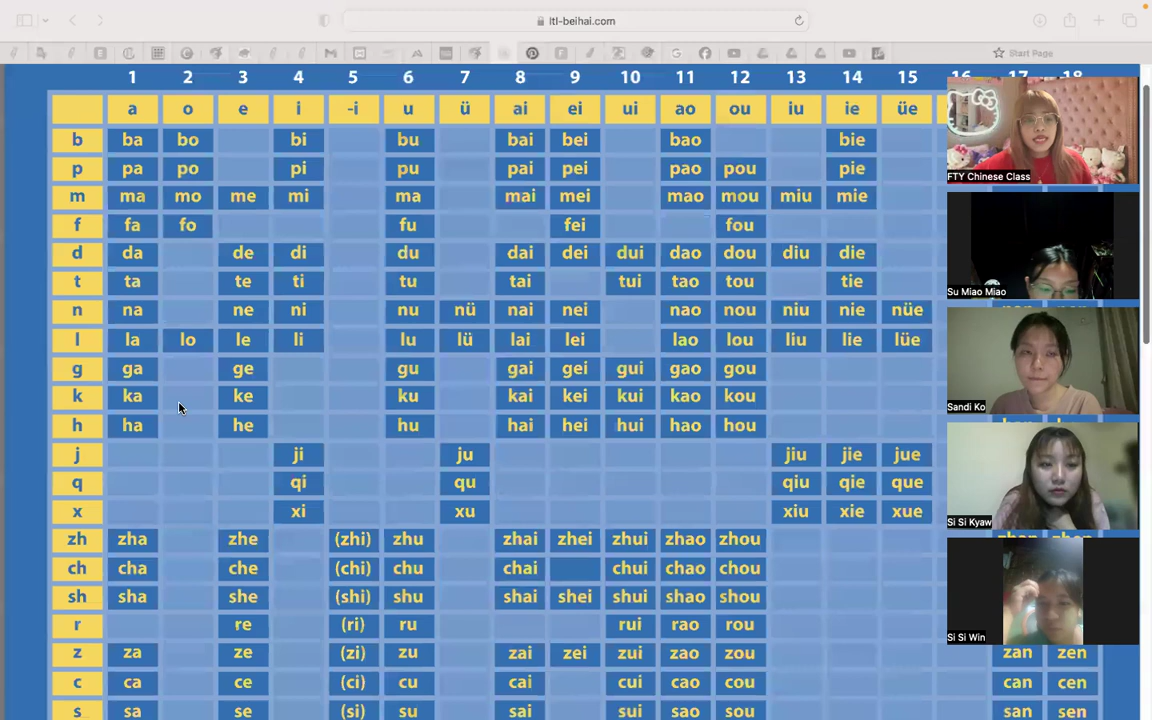 ltl-beihai.com
Start Page
1 2 3 4 5 6 7 8 9 10 11 12 13 14 15 16 17 18
a o e i -i u ü ai ei ui ao ou iu ie üe
b ba bo bi bu bai bei bao bie
p pa po pi pu pai pei pao pou pie
m ma mo me mi ma mai mei mao mou miu mie
f fa fo fu fei fou
d da de di du dai dei dui dao dou diu die
t ta te ti tu tai tui tao tou tie
n na ne ni nu nü nai nei nao nou niu nie nüe
l la lo le li lu lü lai lei lao lou liu lie lüe
g ga ge gu gai gei gui gao gou
k ka ke ku kai kei kui kao kou
h ha he hu hai hei hui hao hou
j ji ju jiu jie jue
q qi qu qiu qie que
x xi xu xiu xie xue
zh zha zhe (zhi) zhu zhai zhei zhui zhao zhou
ch cha che (chi) chu chai chui chao chou
sh sha she (shi) shu shai shei shui shao shou
r re (ri) ru rui rao rou
z za ze (zi) zu zai zei zui zao zou zan zen
c ca ce (ci) cu cai cui cao cou can cen
s sa se (si) su sai sui sao sou san sen
FTY Chinese Class
Su Miao Miao
Sandi Ko
Si Si Kyaw
Si Si Win